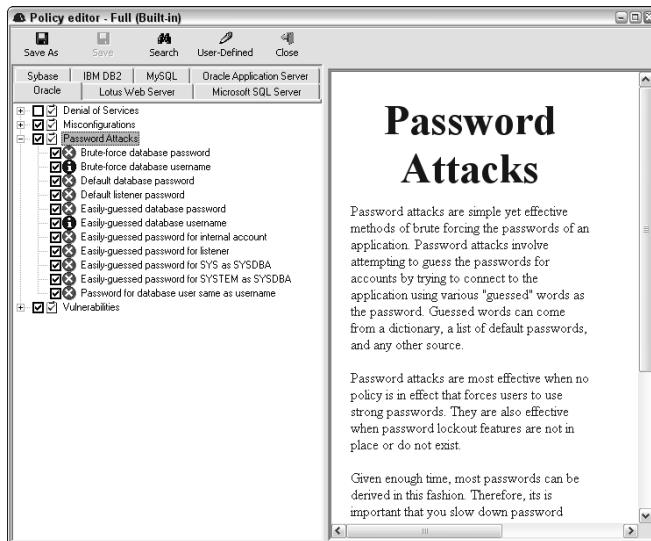 Policy editor - Full (Built-in)
Save As
Save
Search
User-Defined
Close
Sybase
IBM DB2
MySQL
Oracle Application Server
Oracle
Lotus Web Server
Microsoft SQL Server
Denial of Services
Misconfigurations
Password Attacks
Brute-force database password
Brute-force database username
Default database password
Default listener password
Easily-guessed database password
Easily-guessed database username
Easily-guessed password for internal account
Easily-guessed password for listener
Easily-guessed password for SYS as SYSDBA
Easily-guessed password for SYSTEM as SYSDBA
Password for database user same as username
Vulnerabilities
Password
Attacks
Password attacks are simple yet effective
methods of brute forcing the passwords of an
application. Password attacks involve
attempting to guess the passwords for
accounts by trying to connect to the
application using various "guessed" words as
the password. Guessed words can come
from a dictionary, a list of default passwords,
and any other source.
Password attacks are most effective when no
policy is in effect that forces users to use
strong passwords. They are also effective
when password lockout features are not in
place or do not exist.
Given enough time, most passwords can be
derived in this fashion. Therefore, its is
important that you slow down password